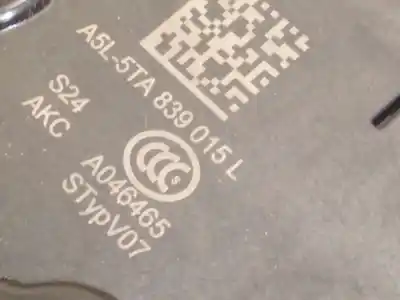 A5L-5TA 839 015 L
S24
AKC
CCC S
A046465
STypV07